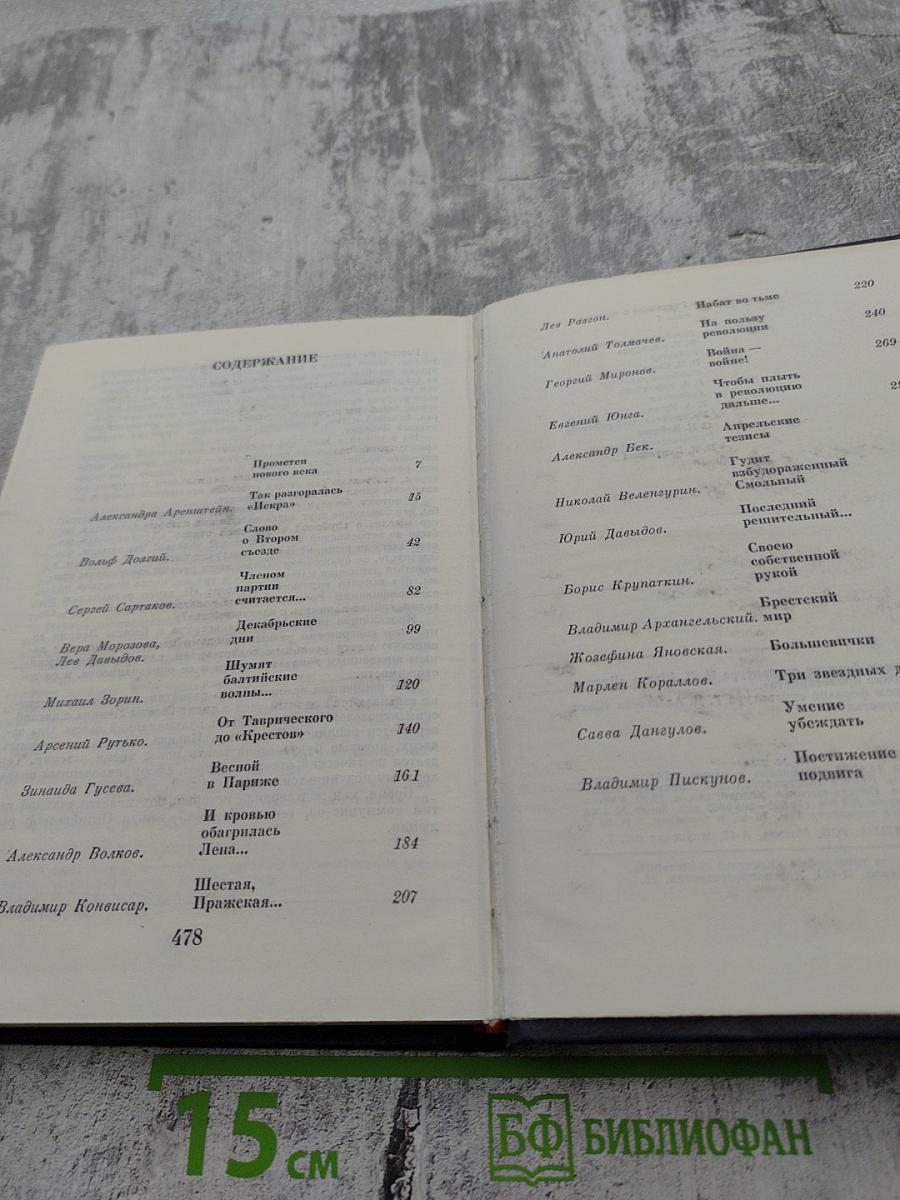 СОДЕРЖАНИЕ
Прометеи
нового века 7
Александра Аренштейн. Так разгоралась
«Искра» 15
Вольф Долгий. Слово
о Втором
съезде 42
Сергей Сартаков. Членом
партии
считается... 82
Вера Морозова,
Лев Давыдов. Декабрьские
дни 99
Михаил Зорин. Шумят
балтийские
волны... 120
Арсений Рутько. От Таврического
до «Крестов» 140
Зинаида Гусева. Весной
в Париже 161
Александр Волков. И кровью
обагрилась
Лена... 184
Владимир Конвисар. Шестая,
Пражская... 207
478
Лев Разгон. Набат во тьме 220
Анатолий Толмачев. На пользу
революции 240
Георгий Миронов. Война —
войне! 269
Евгений Юнга. Чтобы плыть
в революцию
дальше...
Александр Бек. Апрельские
тезисы
Николай Веленгурин. Гудит
взбудораженный
Смольный
Юрий Давыдов. Последний
решительный...
Борис Крупаткин. Своею
собственной
рукой
Владимир Архангельский. Брестский
мир
Жозефина Яновская. Большевички
Марлен Кораллов. Три звездных
Савва Дангулов. Умение
убеждать
Владимир Пискунов. Постижение
подвига
15 см
БФ БИБЛИОФАН